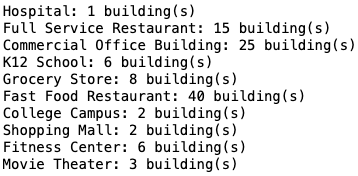 Hospital: 1 building(s)
Full Service Restaurant: 15 building(s)
Commercial Office Building: 25 building(s)
K12 School: 6 building(s)
Grocery Store: 8 building(s)
Fast Food Restaurant: 40 building(s)
College Campus: 2 building(s)
Shopping Mall: 2 building(s)
Fitness Center: 6 building(s)
Movie Theater: 3 building(s)